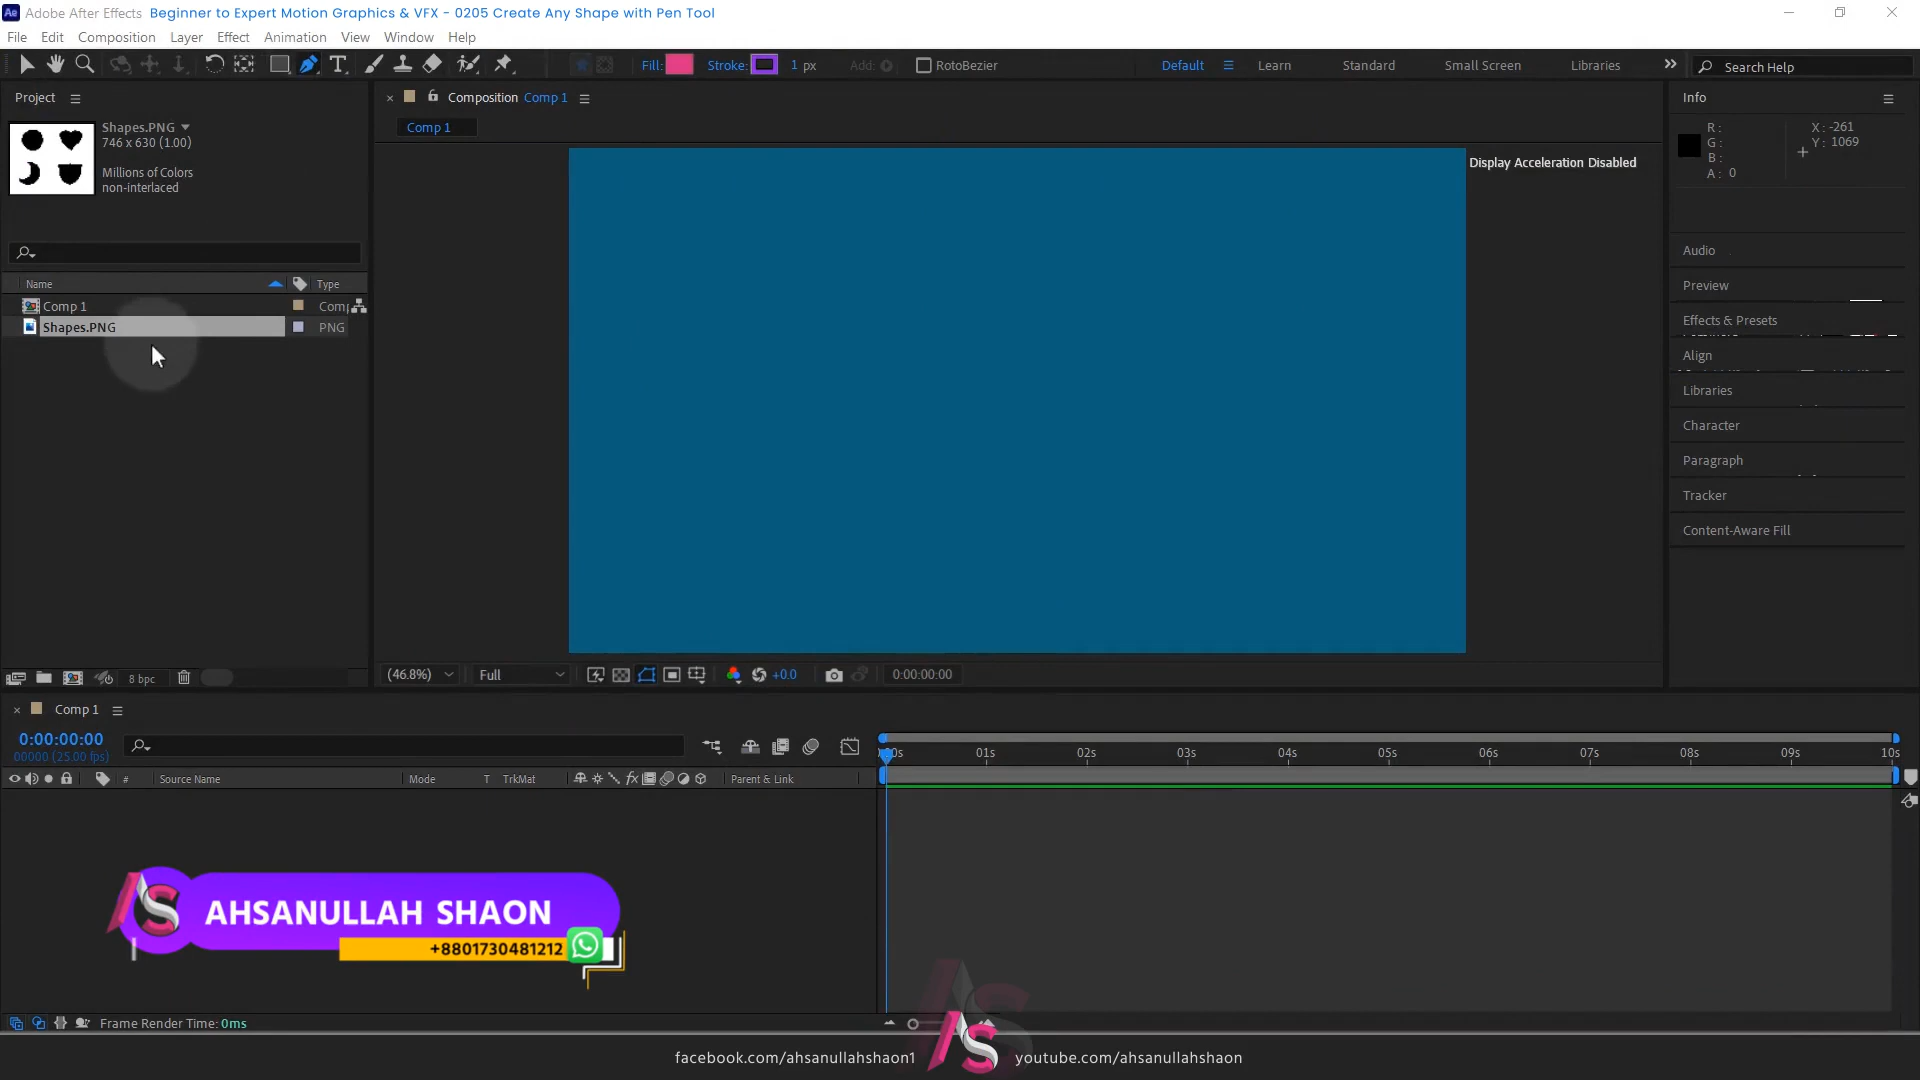 Adobe After Effects Beginner to Expert Motion Graphics & VFX - 0205 Create Any Shape with Pen Tool
File Edit Composition Layer Effect Animation View Window Help
Fill: Stroke: 1 px Add: RotoBezier Default Learn Standard Small Screen Libraries Search Help
Project
Shapes.PNG
746 x 630 (1.00)
Millions of Colors
non-interlaced
Name Type
Comp 1 Comp
Shapes.PNG PNG
8 bpc
Composition Comp 1
Comp 1
Display Acceleration Disabled
(46.8%) Full +0.0 0:00:00:00
Info
R: X: -261
G: Y: 1069
B:
A: 0
Audio
Preview
Effects & Presets
Align
Libraries
Character
Paragraph
Tracker
Content-Aware Fill
Comp 1
0:00:00:00
00000 (25.00 fps)
# Source Name Mode T TrkMat fx Parent & Link
00s 01s 02s 03s 04s 05s 06s 07s 08s 09s 10s
AHSANULLAH SHAON
+8801730481212
Frame Render Time: 0ms
facebook.com/ahsanullahshaon1 youtube.com/ahsanullahshaon